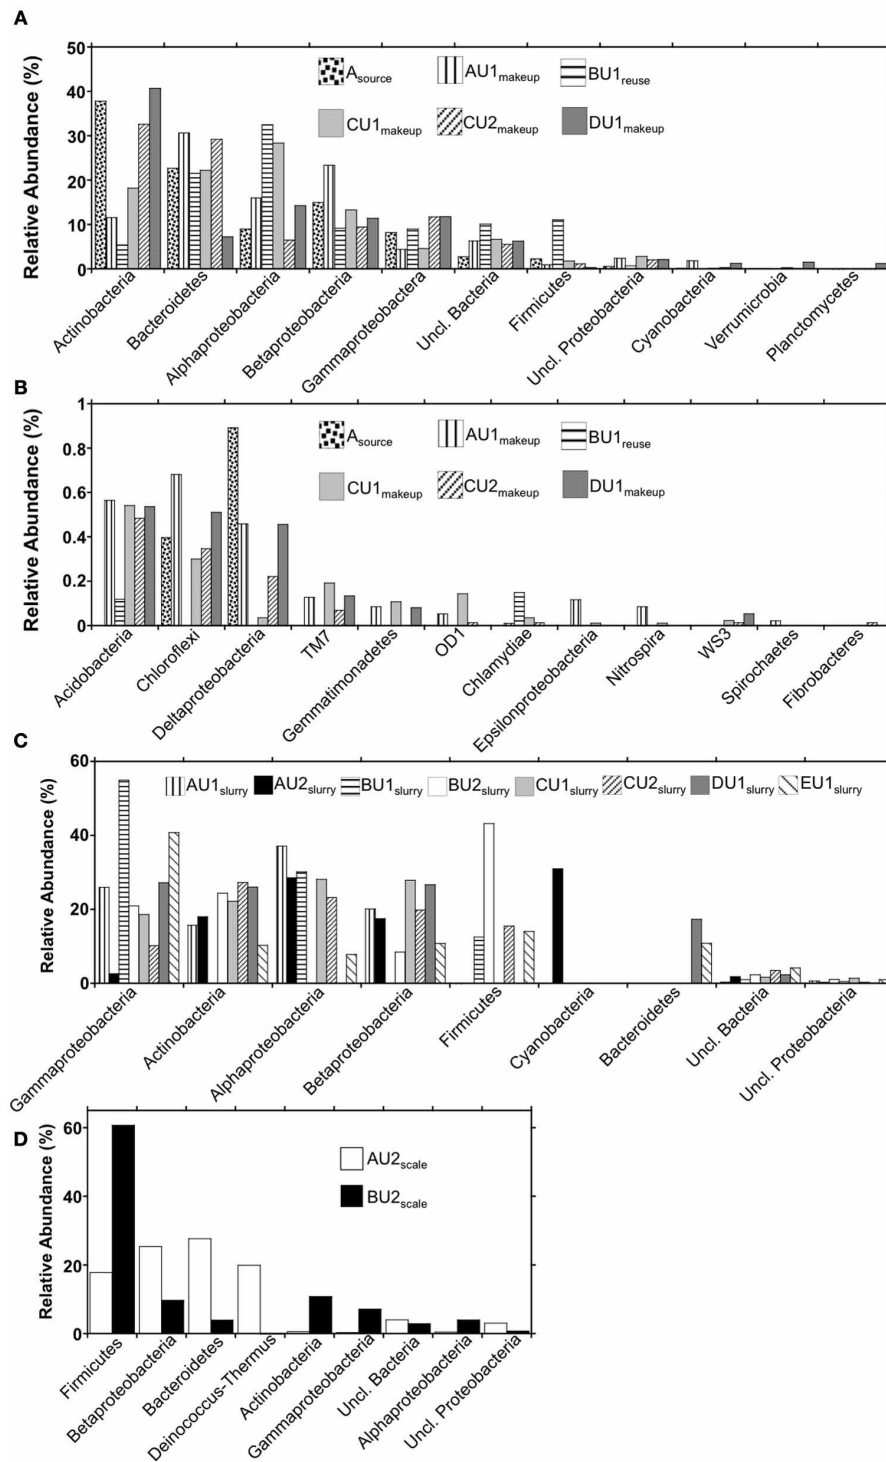 A
Relative Abundance (%)
50
40
30
20
10
0
Asource AU1makeup BU1reuse
CU1makeup CU2makeup DU1makeup
Actinobacteria
Bacteroidetes
Alphaproteobacteria
Betaproteobacteria
Gammaproteobactera
Uncl. Bacteria
Firmicutes
Uncl. Proteobacteria
Cyanobacteria
Verrumicrobia
Planctomycetes
B
Relative Abundance (%)
1
0.8
0.6
0.4
0.2
0
Asource AU1makeup BU1reuse
CU1makeup CU2makeup DU1makeup
Acidobacteria
Chloroflexi
Deltaproteobacteria
TM7
Gemmatimonadetes
OD1
Chlamydiae
Epsilonproteobacteria
Nitrospira
WS3
Spirochaetes
Fibrobacteres
C
Relative Abundance (%)
60
40
20
0
AU1slurry AU2slurry BU1slurry BU2slurry CU1slurry CU2slurry DU1slurry EU1slurry
Gammaproteobacteria
Actinobacteria
Alphaproteobacteria
Betaproteobacteria
Firmicutes
Cyanobacteria
Bacteroidetes
Uncl. Bacteria
Uncl. Proteobacteria
D
Relative Abundance (%)
60
40
20
0
AU2scale
BU2scale
Firmicutes
Betaproteobacteria
Bacteroidetes
Deinococcus-Thermus
Actinobacteria
Gammaproteobacteria
Uncl. Bacteria
Alphaproteobacteria
Uncl. Proteobacteria